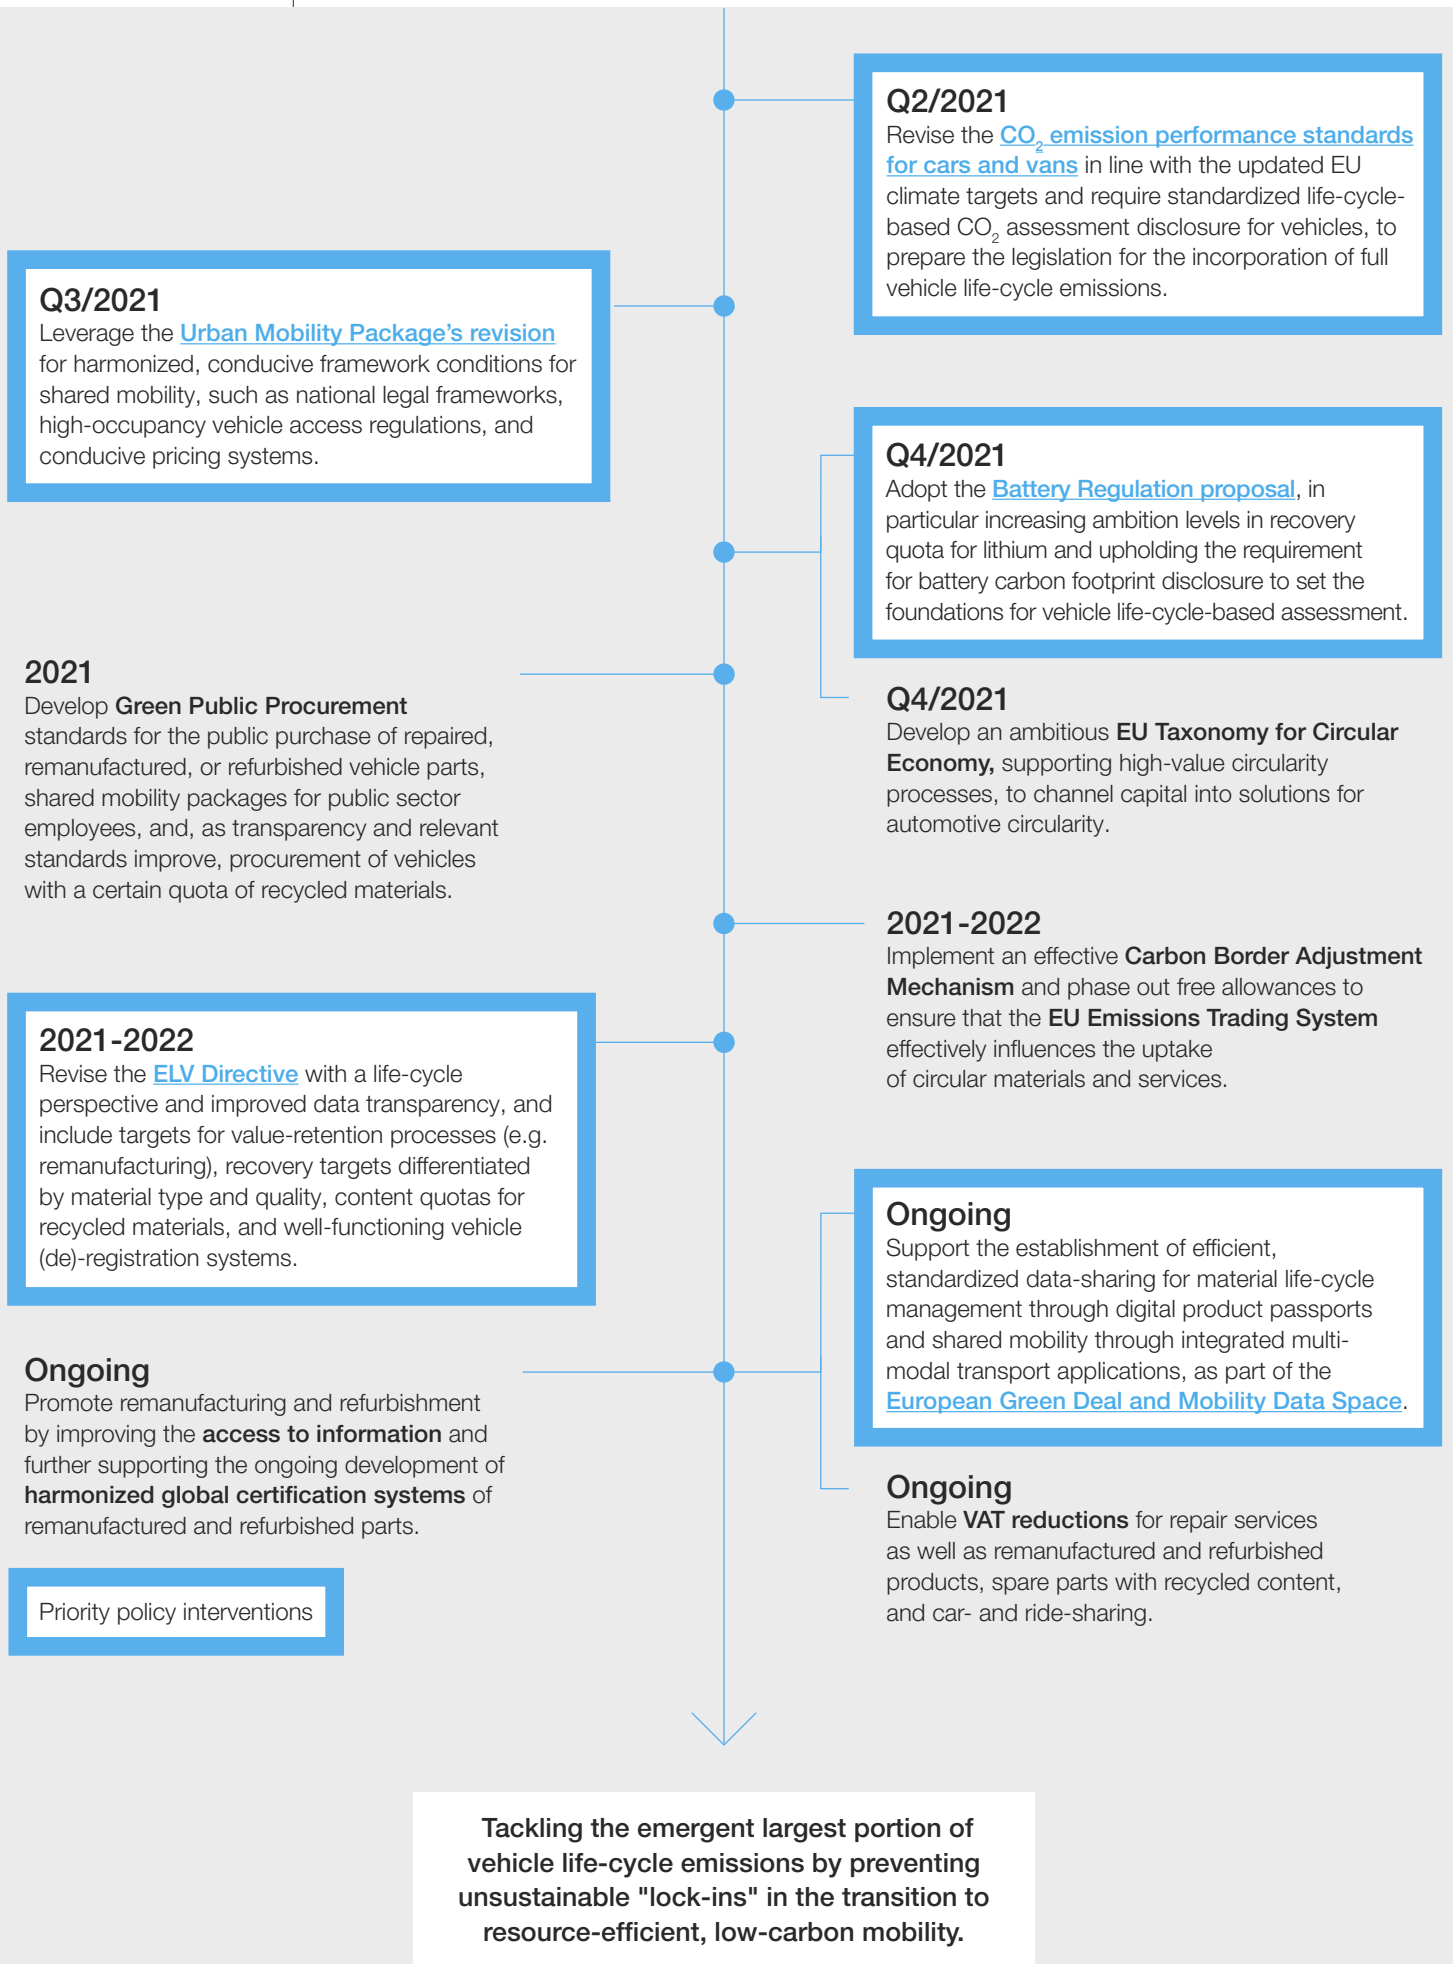 Q2/2021
Revise the CO₂ emission performance standards
for cars and vans in line with the updated EU
climate targets and require standardized life-cycle-
based CO₂ assessment disclosure for vehicles, to
prepare the legislation for the incorporation of full
vehicle life-cycle emissions.
Q3/2021
Leverage the Urban Mobility Package’s revision
for harmonized, conducive framework conditions for
shared mobility, such as national legal frameworks,
high-occupancy vehicle access regulations, and
conducive pricing systems.
Q4/2021
Adopt the Battery Regulation proposal, in
particular increasing ambition levels in recovery
quota for lithium and upholding the requirement
for battery carbon footprint disclosure to set the
foundations for vehicle life-cycle-based assessment.
2021
Develop Green Public Procurement
standards for the public purchase of repaired,
remanufactured, or refurbished vehicle parts,
shared mobility packages for public sector
employees, and, as transparency and relevant
standards improve, procurement of vehicles
with a certain quota of recycled materials.
Q4/2021
Develop an ambitious EU Taxonomy for Circular
Economy, supporting high-value circularity
processes, to channel capital into solutions for
automotive circularity.
2021-2022
Implement an effective Carbon Border Adjustment
Mechanism and phase out free allowances to
ensure that the EU Emissions Trading System
effectively influences the uptake
of circular materials and services.
2021-2022
Revise the ELV Directive with a life-cycle
perspective and improved data transparency, and
include targets for value-retention processes (e.g.
remanufacturing), recovery targets differentiated
by material type and quality, content quotas for
recycled materials, and well-functioning vehicle
(de)-registration systems.
Ongoing
Support the establishment of efficient,
standardized data-sharing for material life-cycle
management through digital product passports
and shared mobility through integrated multi-
modal transport applications, as part of the
European Green Deal and Mobility Data Space.
Ongoing
Promote remanufacturing and refurbishment
by improving the access to information and
further supporting the ongoing development of
harmonized global certification systems of
remanufactured and refurbished parts.
Ongoing
Enable VAT reductions for repair services
as well as remanufactured and refurbished
products, spare parts with recycled content,
and car- and ride-sharing.
Priority policy interventions
Tackling the emergent largest portion of
vehicle life-cycle emissions by preventing
unsustainable "lock-ins" in the transition to
resource-efficient, low-carbon mobility.